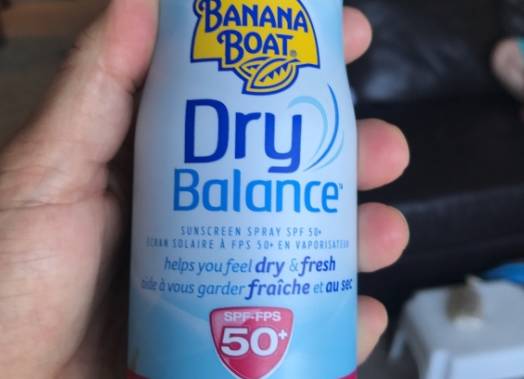 BANANA
BOAT®
Dry
Balance™
SUNSCREEN SPRAY SPF 50+
ÉCRAN SOLAIRE À FPS 50+ EN VAPORISATEUR
helps you feel dry & fresh
aide à vous garder fraîche et au sec
SPF-FPS
50+